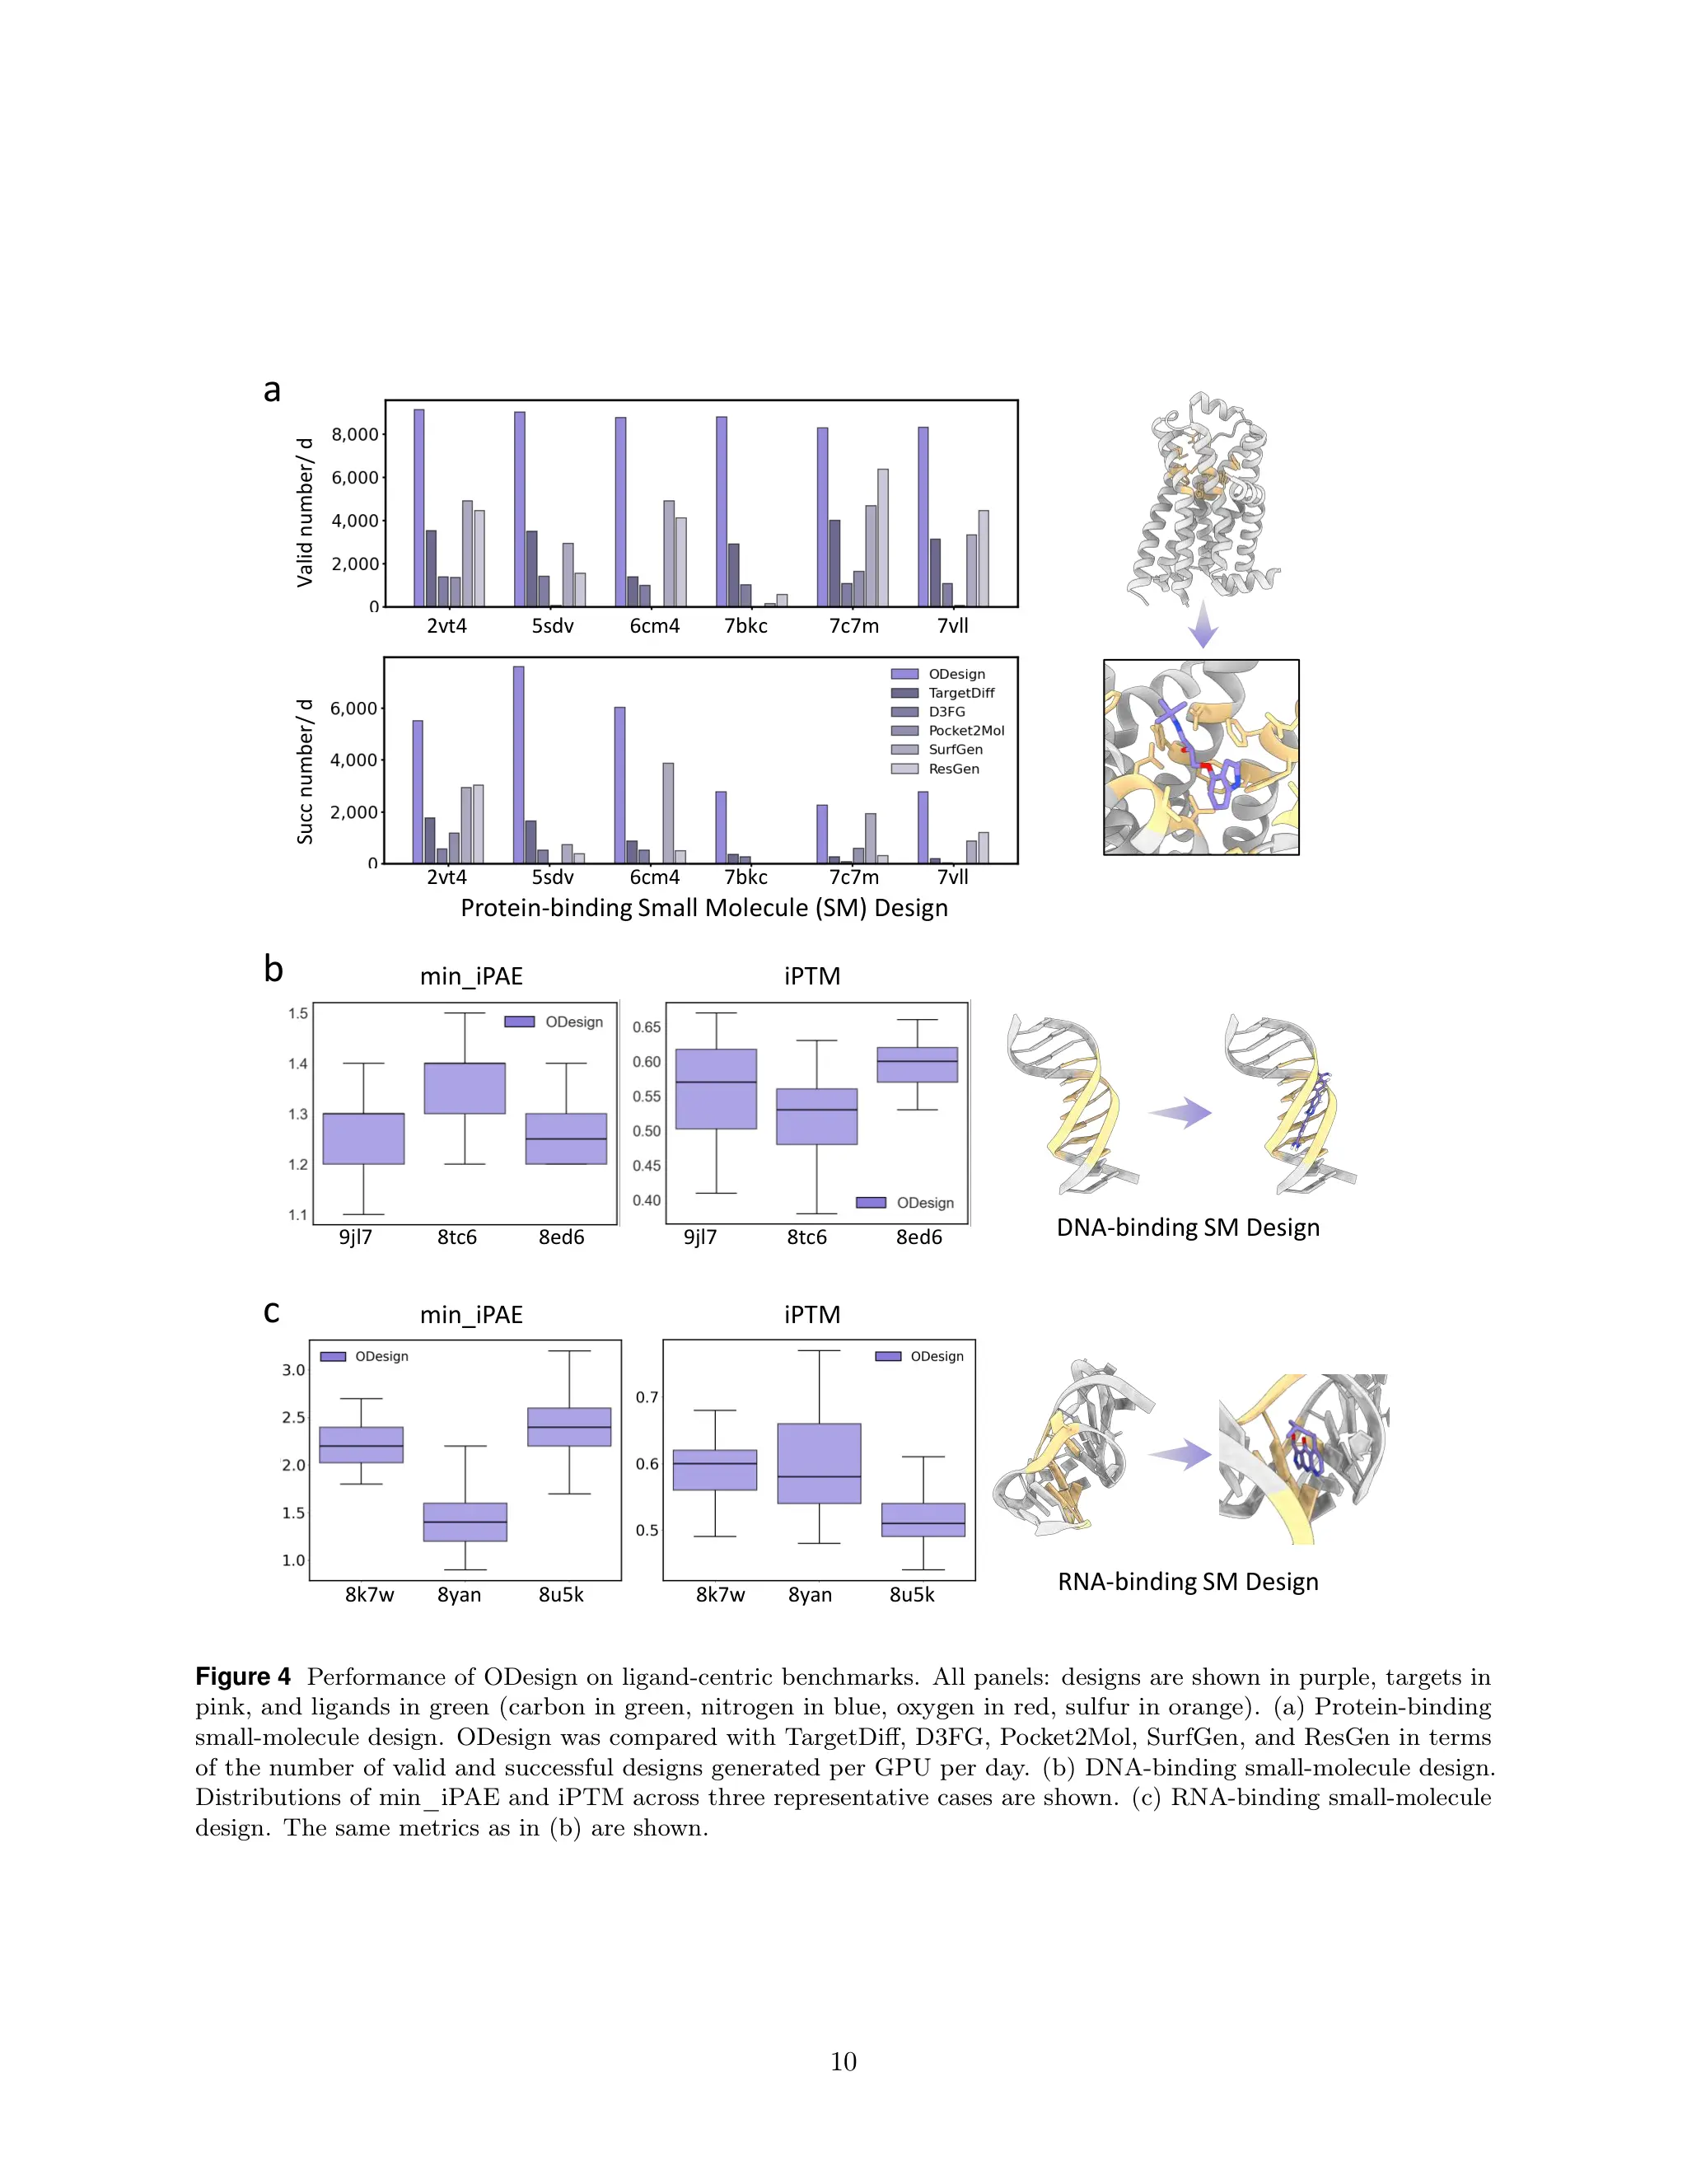 a
Valid number/ d
8,000
6,000
4,000
2,000
0
2vt4 5sdv 6cm4 7bkc 7c7m 7vll
Succ number/ d
6,000
4,000
2,000
0
ODesign
TargetDiff
D3FG
Pocket2Mol
SurfGen
ResGen
2vt4 5sdv 6cm4 7bkc 7c7m 7vll
Protein-binding Small Molecule (SM) Design
b
min_iPAE
1.5
1.4
1.3
1.2
1.1
ODesign
9jl7 8tc6 8ed6
iPTM
0.65
0.60
0.55
0.50
0.45
0.40
ODesign
9jl7 8tc6 8ed6
DNA-binding SM Design
c
min_iPAE
3.0
2.5
2.0
1.5
1.0
ODesign
8k7w 8yan 8u5k
iPTM
0.7
0.6
0.5
ODesign
8k7w 8yan 8u5k
RNA-binding SM Design
Figure 4 Performance of ODesign on ligand-centric benchmarks. All panels: designs are shown in purple, targets in
pink, and ligands in green (carbon in green, nitrogen in blue, oxygen in red, sulfur in orange). (a) Protein-binding
small-molecule design. ODesign was compared with TargetDiff, D3FG, Pocket2Mol, SurfGen, and ResGen in terms
of the number of valid and successful designs generated per GPU per day. (b) DNA-binding small-molecule design.
Distributions of min_iPAE and iPTM across three representative cases are shown. (c) RNA-binding small-molecule
design. The same metrics as in (b) are shown.
10